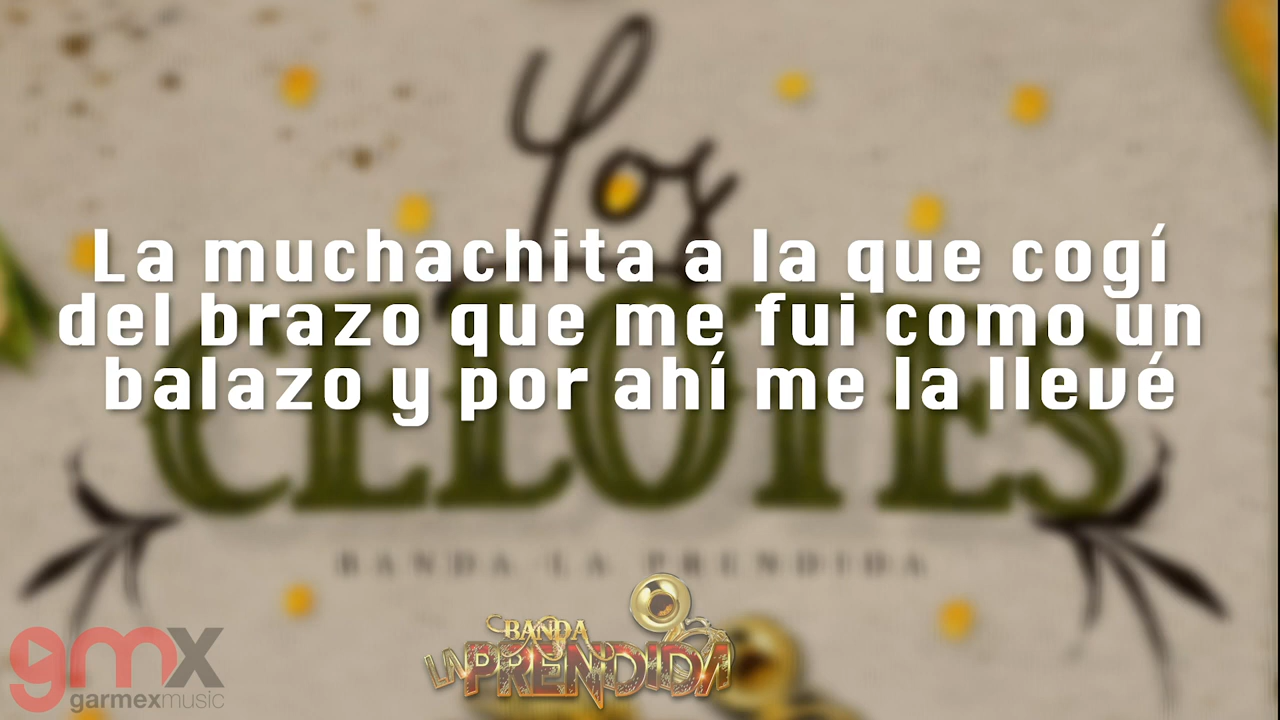 Los
La muchachita a la que cogí
del brazo que me fui como un
balazo y por ahí me la llevé
CELOTES
BANDA LA PRENDIDA
BANDA
LA PRENDIDA
gmx
garmexmusic